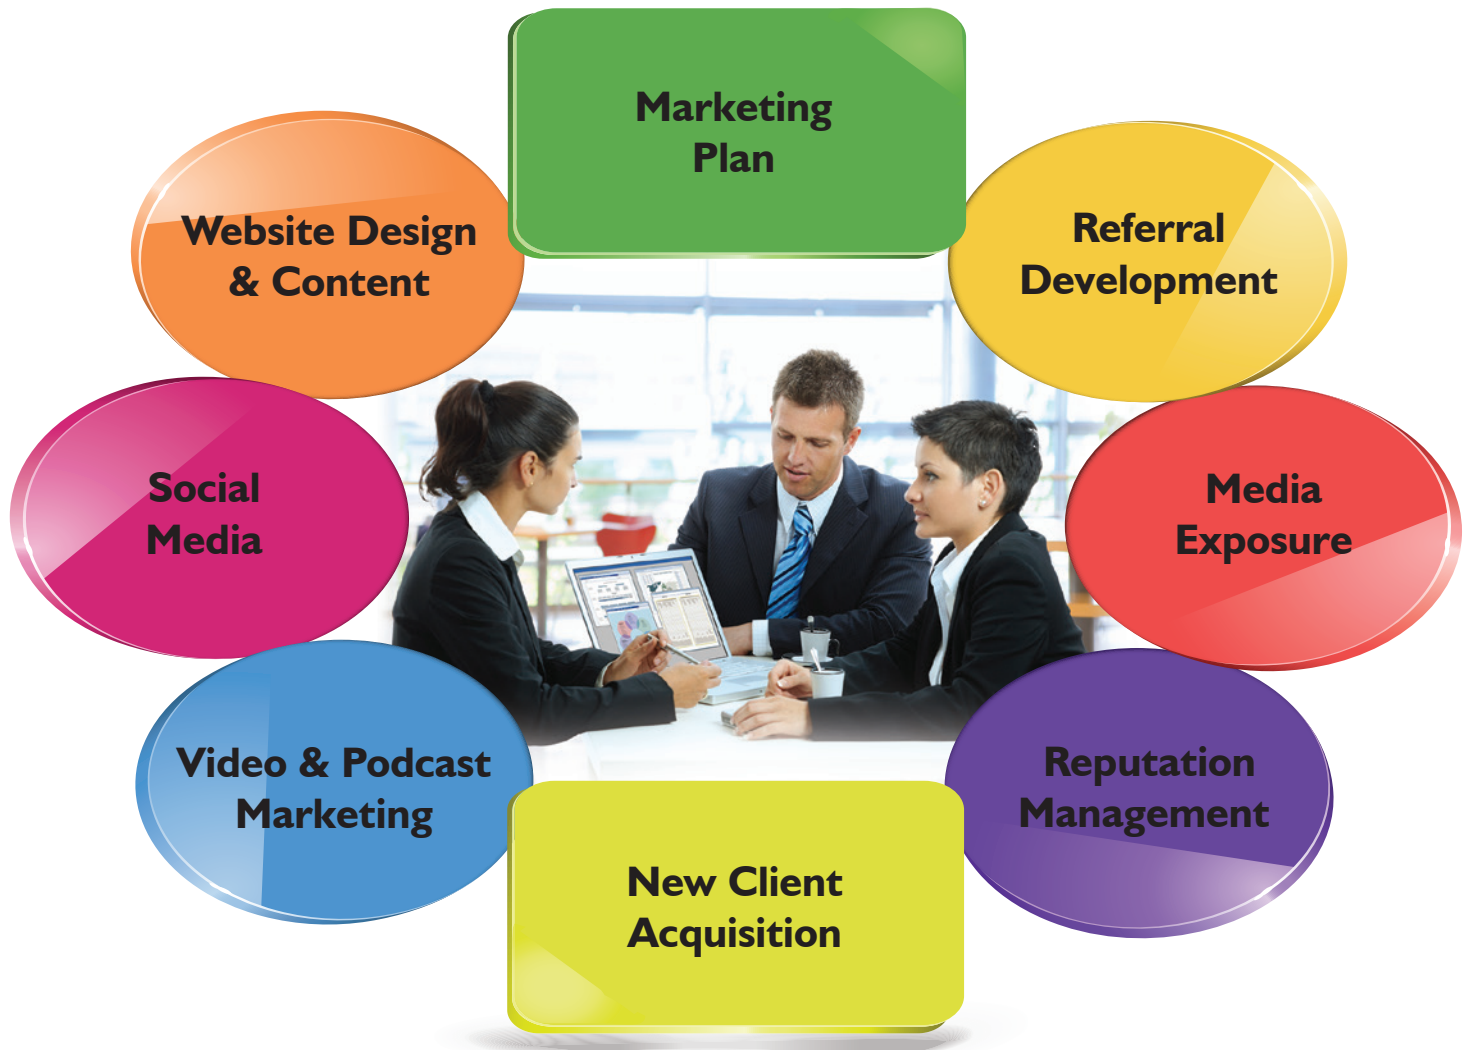 Marketing
Plan
Website Design
& Content
Referral
Development
Social
Media
Media
Exposure
Video & Podcast
Marketing
Reputation
Management
New Client
Acquisition